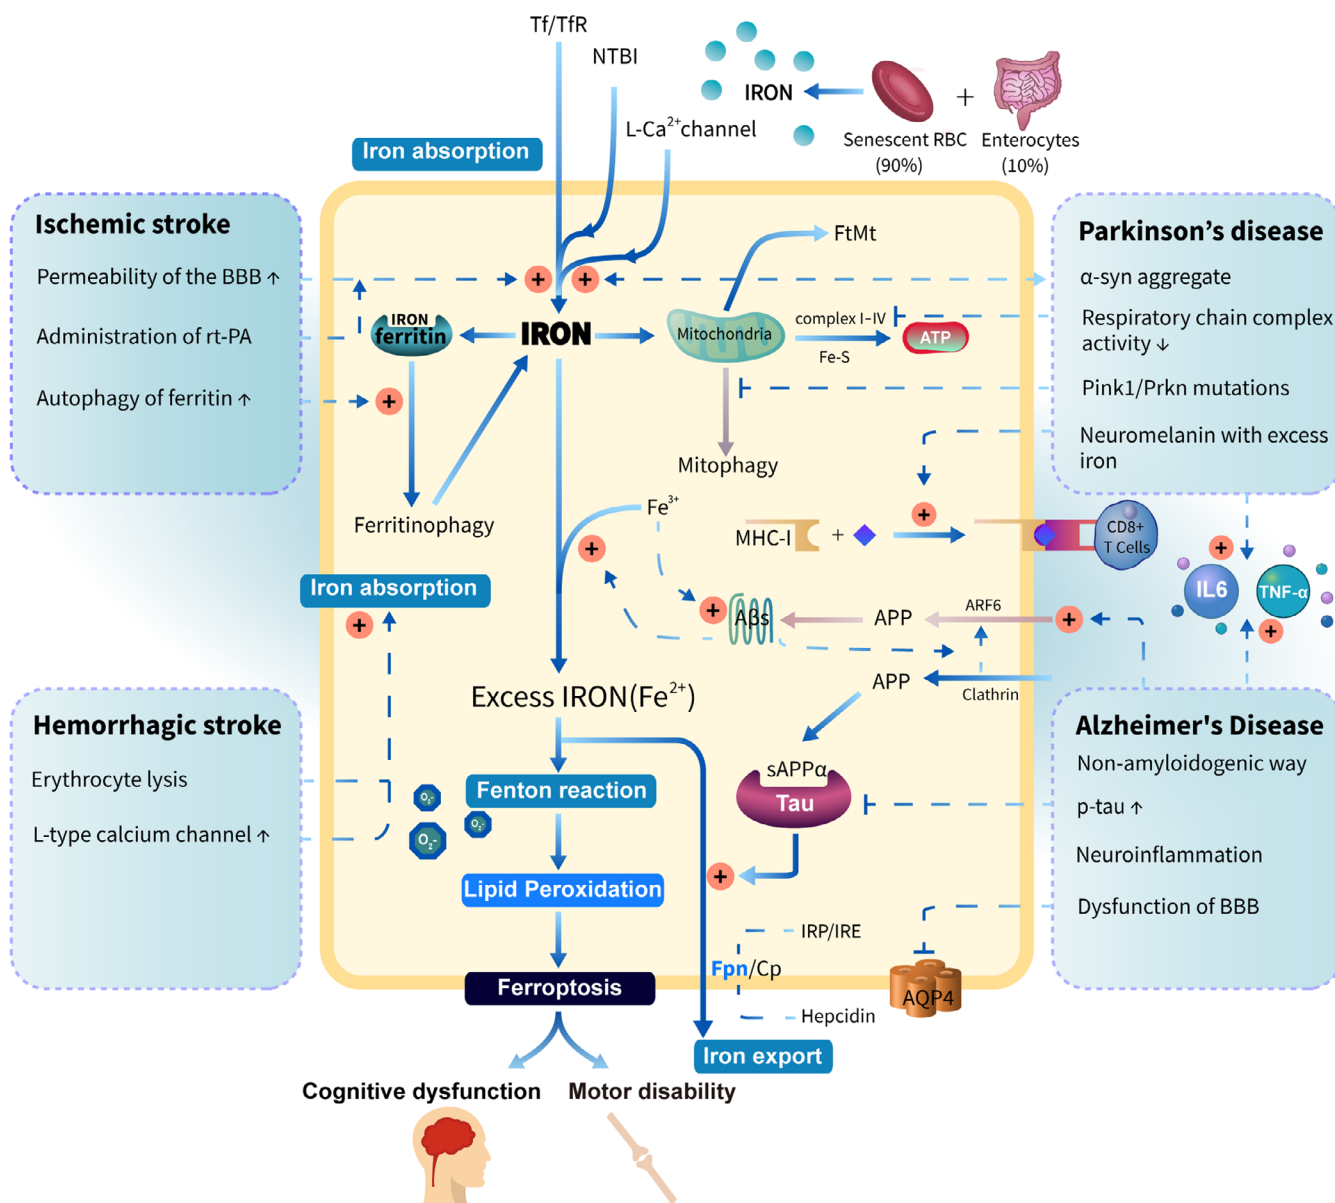 Tf/TfR
NTBI
L-Ca²⁺channel
IRON
Senescent RBC
(90%)
+
Enterocytes
(10%)
Iron absorption
Ischemic stroke
Permeability of the BBB ↑
Administration of rt-PA
Autophagy of ferritin ↑
Parkinson's disease
α-syn aggregate
Respiratory chain complex
activity ↓
Pink1/Prkn mutations
Neuromelanin with excess
iron
+
+
FtMt
IRON
ferritin
IRON
Mitochondria
complex I-IV
Fe-S
ATP
+
Mitophagy
Ferritinophagy
Fe³⁺
+
MHC-I
+
+
CD8+
T Cells
Iron absorption
+
+
Aβs
APP
ARF6
+
APP
Clathrin
+
IL6
TNF-α
+
Excess IRON(Fe²⁺)
Hemorrhagic stroke
Erythrocyte lysis
L-type calcium channel ↑
Alzheimer's Disease
Non-amyloidogenic way
p-tau ↑
Neuroinflammation
Dysfunction of BBB
Fenton reaction
O₂-
O₂-
O₂-
sAPPα
Tau
+
Lipid Peroxidation
IRP/IRE
Fpn/Cp
Hepcidin
AQP4
Ferroptosis
Iron export
Cognitive dysfunction
Motor disability